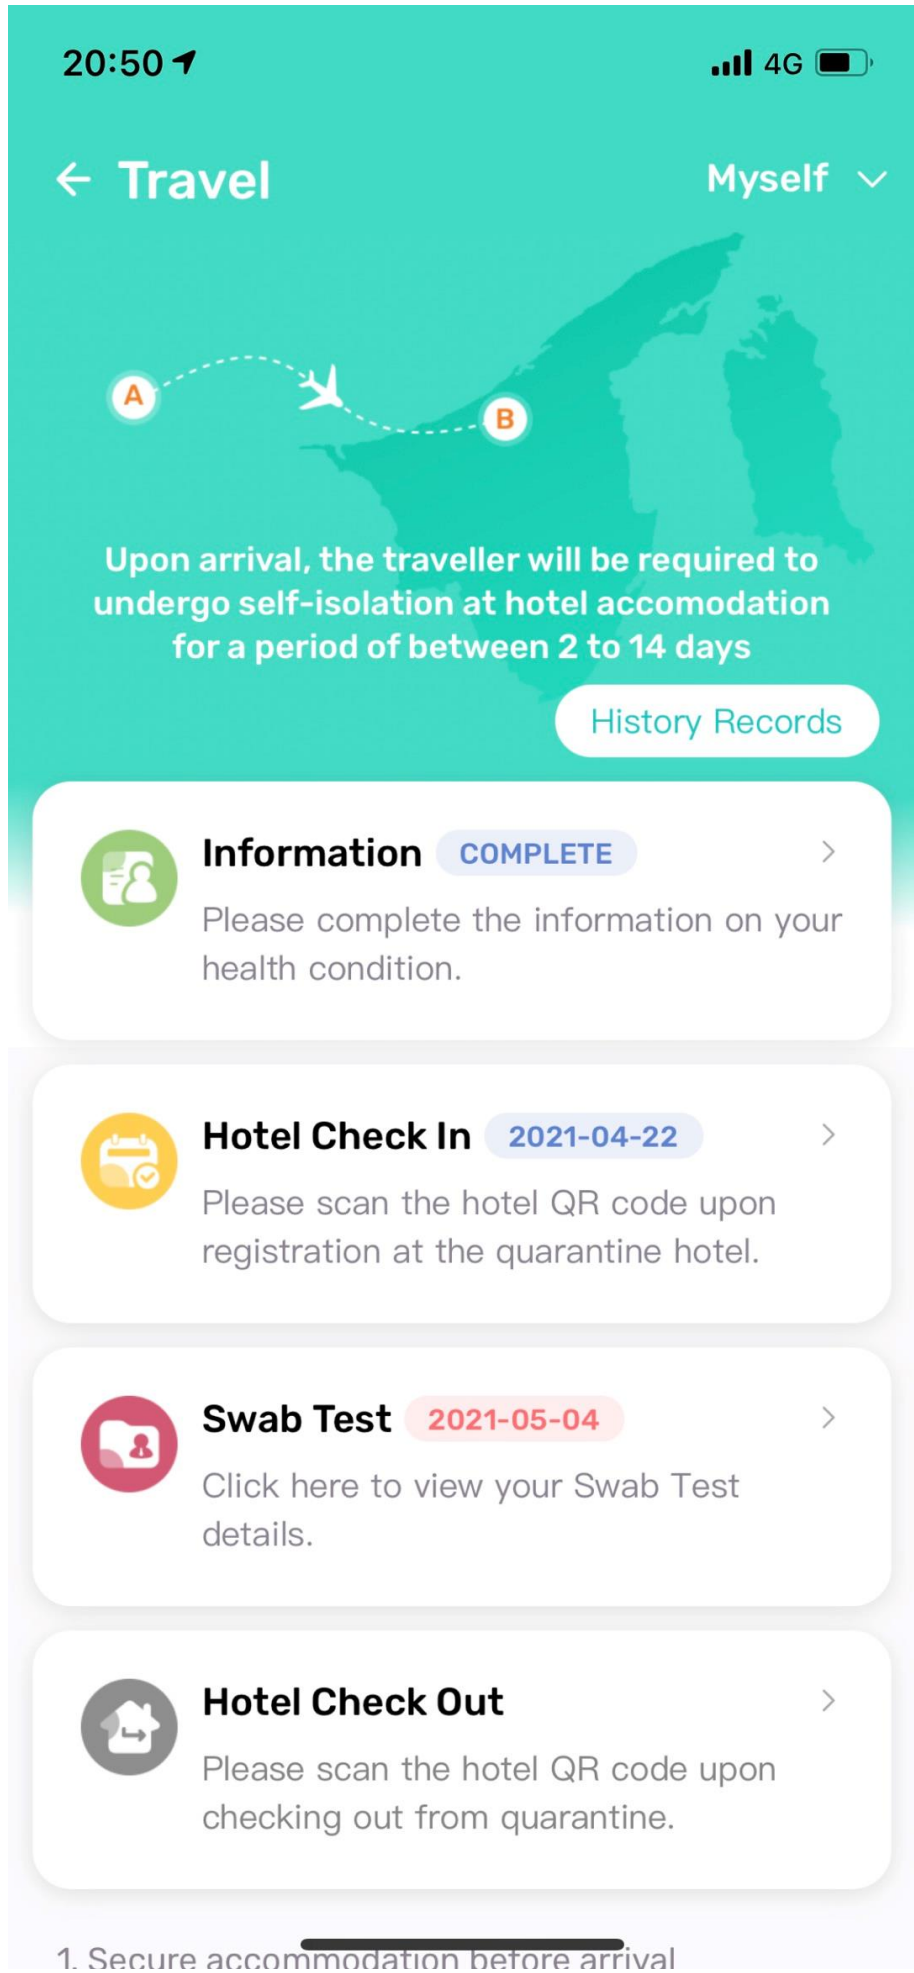 20:50
4G
Travel
Myself
A
B
Upon arrival, the traveller will be required to
undergo self-isolation at hotel accomodation
for a period of between 2 to 14 days
History Records
Information COMPLETE
Please complete the information on your
health condition.
Hotel Check In 2021-04-22
Please scan the hotel QR code upon
registration at the quarantine hotel.
Swab Test 2021-05-04
Click here to view your Swab Test
details.
Hotel Check Out
Please scan the hotel QR code upon
checking out from quarantine.
1. Secure accommodation before arrival